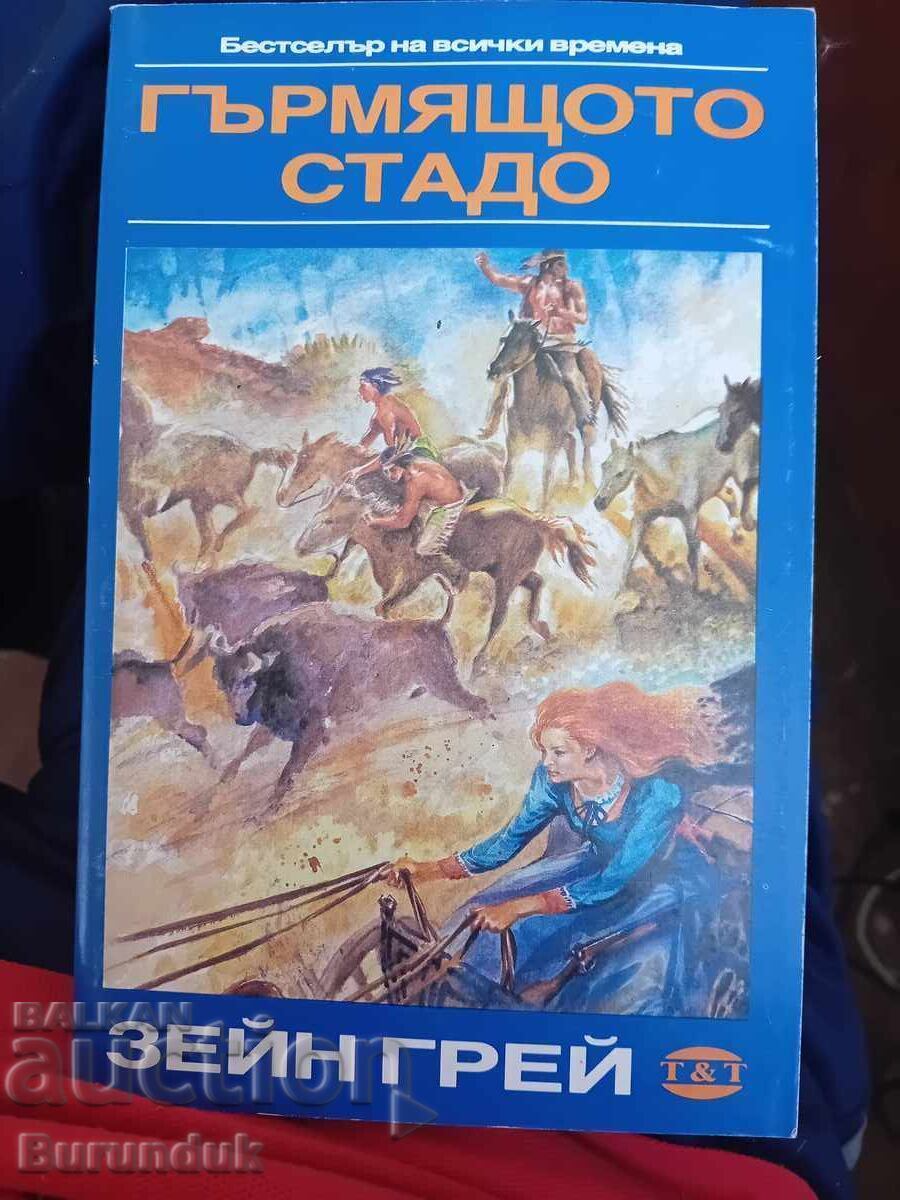 Бестселър на всички времена
ГЪРМЯЩОТО
СТАДО
ЗЕЙН ГРЕЙ
T&T
BALKAN
auction
Burunduk